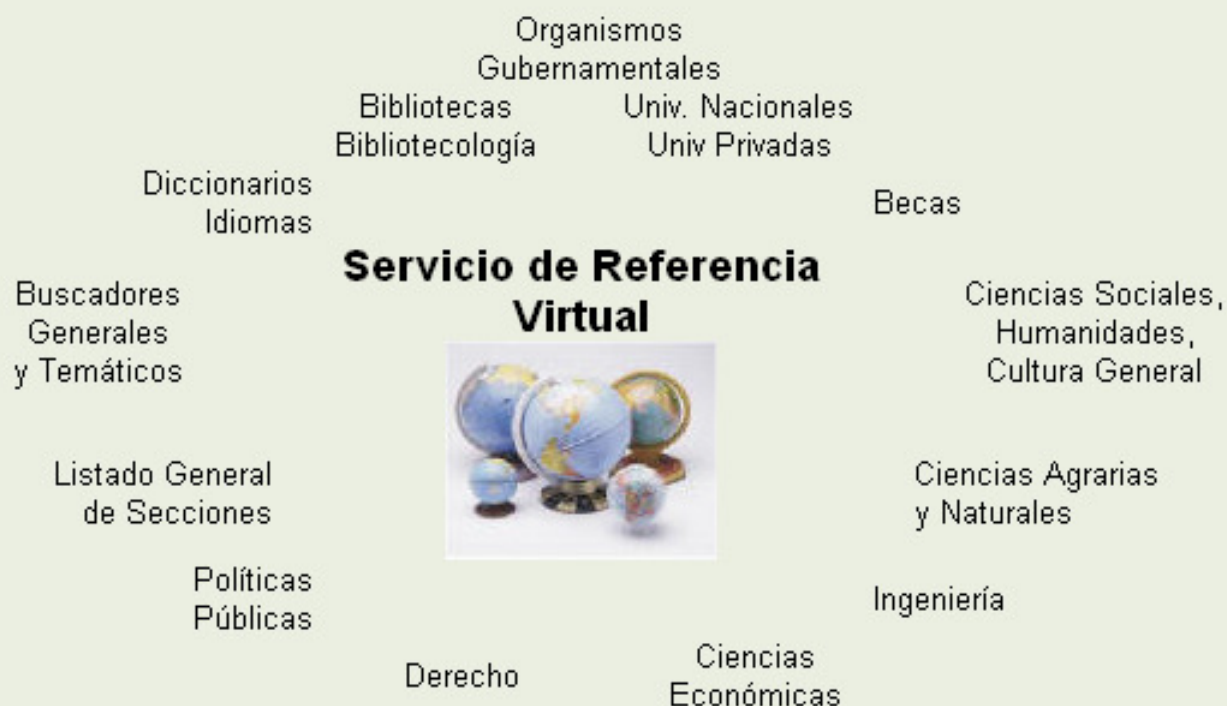 Organismos
Gubernamentales
Bibliotecas
Bibliotecología
Univ. Nacionales
Univ Privadas
Diccionarios
Idiomas
Becas
Servicio de Referencia
Virtual
Buscadores
Generales
y Temáticos
Ciencias Sociales,
Humanidades,
Cultura General
Listado General
de Secciones
Ciencias Agrarias
y Naturales
Políticas
Públicas
Ingeniería
Derecho
Ciencias
Económicas